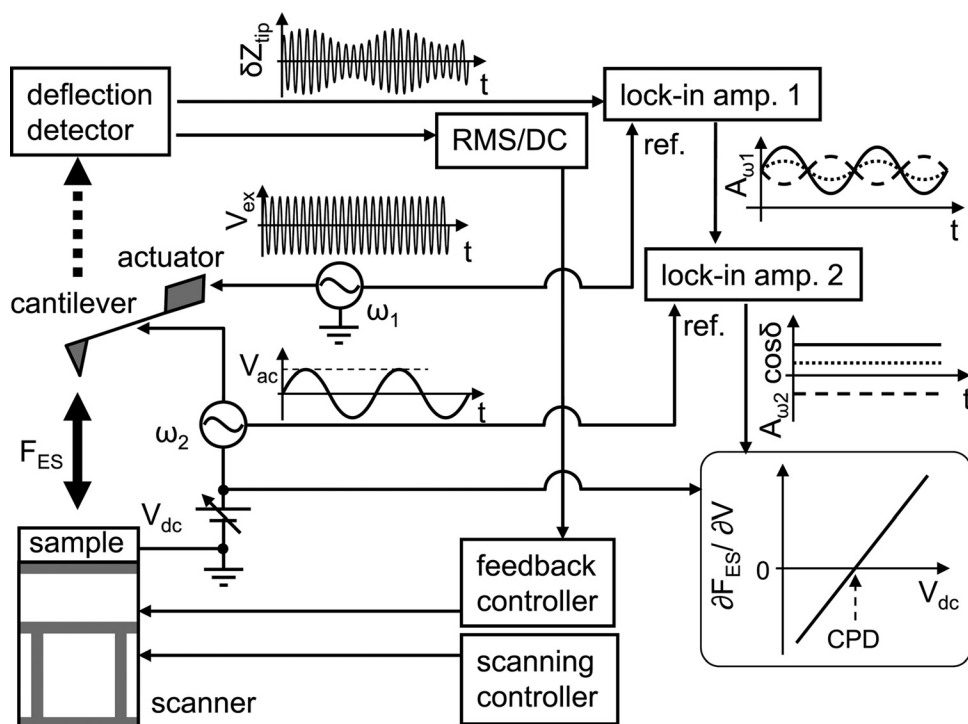 δZtip
t
deflection
detector
lock-in amp. 1
RMS/DC
ref.
Aω1
t
Vex
t
actuator
cantilever
ω1
lock-in amp. 2
ref.
Vac
t
ω2
FES
Aω2 cosδ
t
Vdc
sample
∂FES/ ∂V
0
Vdc
CPD
feedback
controller
scanning
controller
scanner